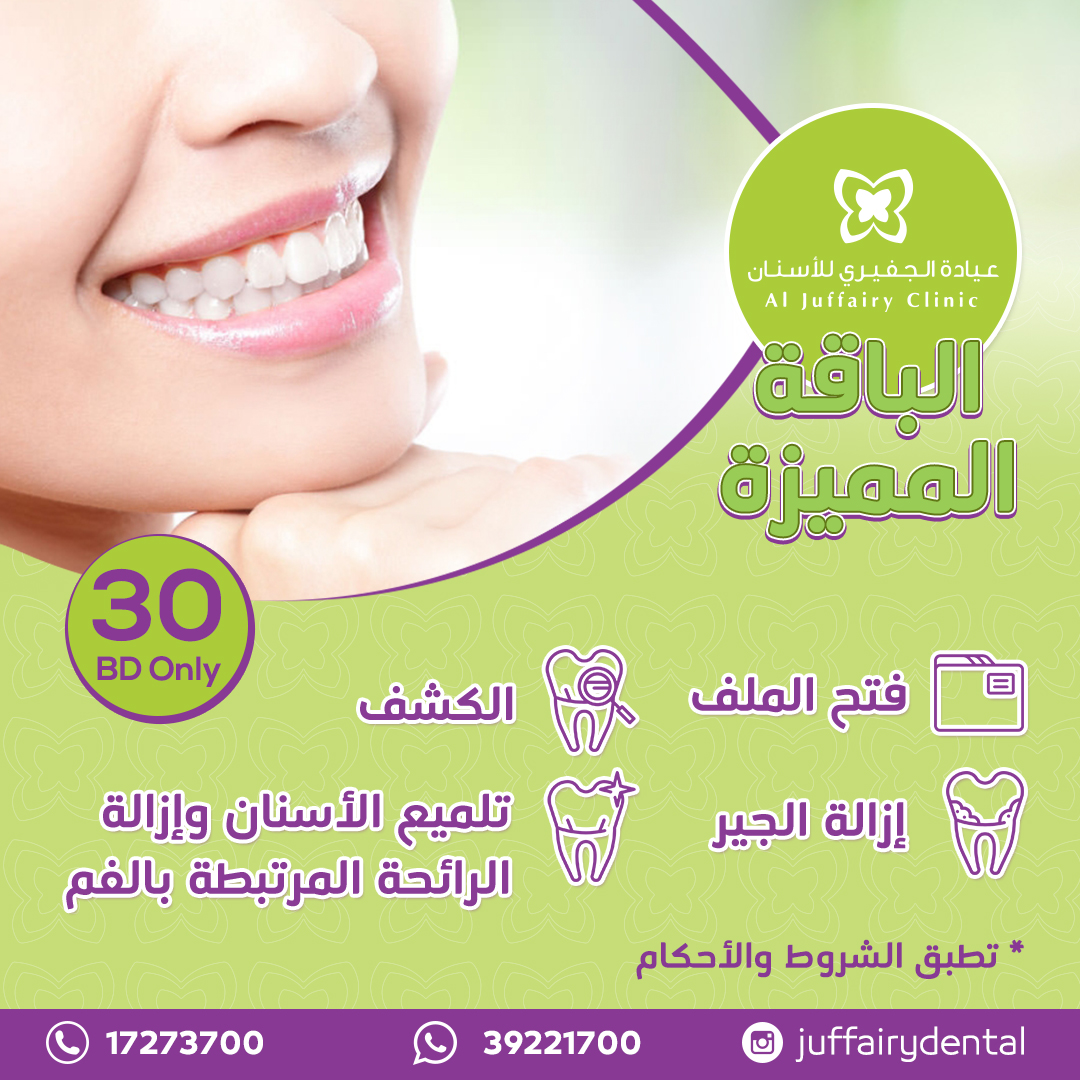 عيادة الجفيري للأسنان
Al Juffairy Clinic
الباقة
المميزة
30
BD Only
فتح الملف
الكشف
إزالة الجير
تلميع الأسنان وإزالة
الرائحة المرتبطة بالفم
* تطبق الشروط والأحكام
17273700
39221700
juffairydental